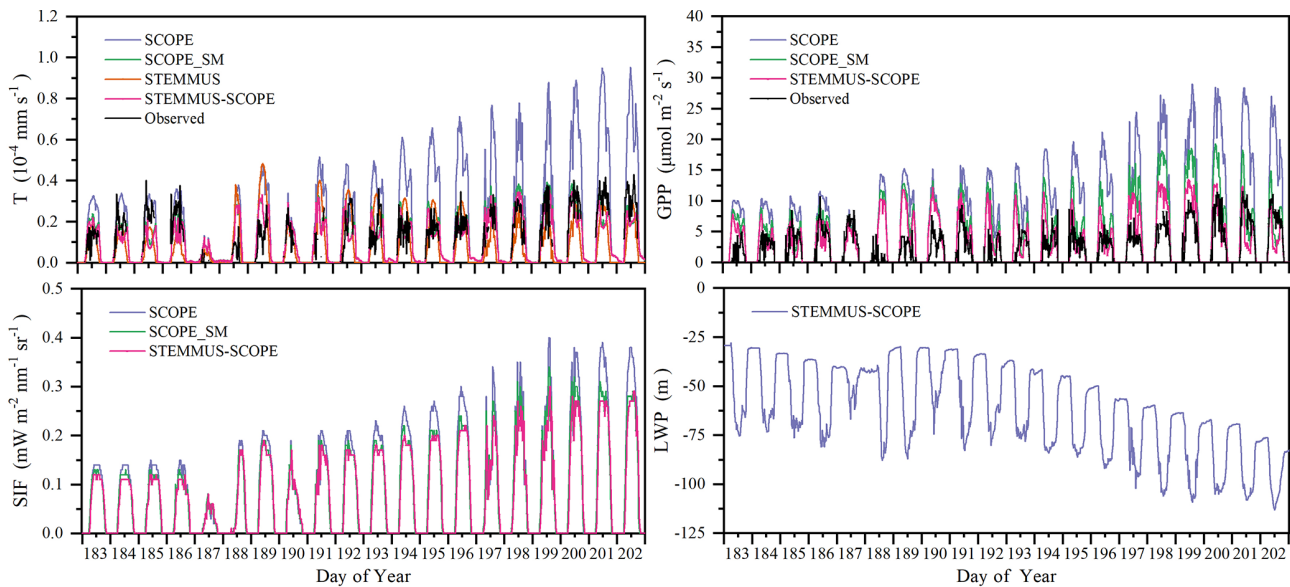 T (10⁻⁴ mm s⁻¹)
1.2
1.0
0.8
0.6
0.4
0.2
0.0
SCOPE
SCOPE_SM
STEMMUS
STEMMUS-SCOPE
Observed
GPP (μmol m⁻² s⁻¹)
40
35
30
25
20
15
10
5
0
SCOPE
SCOPE_SM
STEMMUS-SCOPE
Observed
SIF (mW m⁻² nm⁻¹ sr⁻¹)
0.5
0.4
0.3
0.2
0.1
0.0
SCOPE
SCOPE_SM
STEMMUS-SCOPE
183 184 185 186 187 188 189 190 191 192 193 194 195 196 197 198 199 200 201 202
Day of Year
LWP (m)
0
-25
-50
-75
-100
-125
STEMMUS-SCOPE
183 184 185 186 187 188 189 190 191 192 193 194 195 196 197 198 199 200 201 202
Day of Year